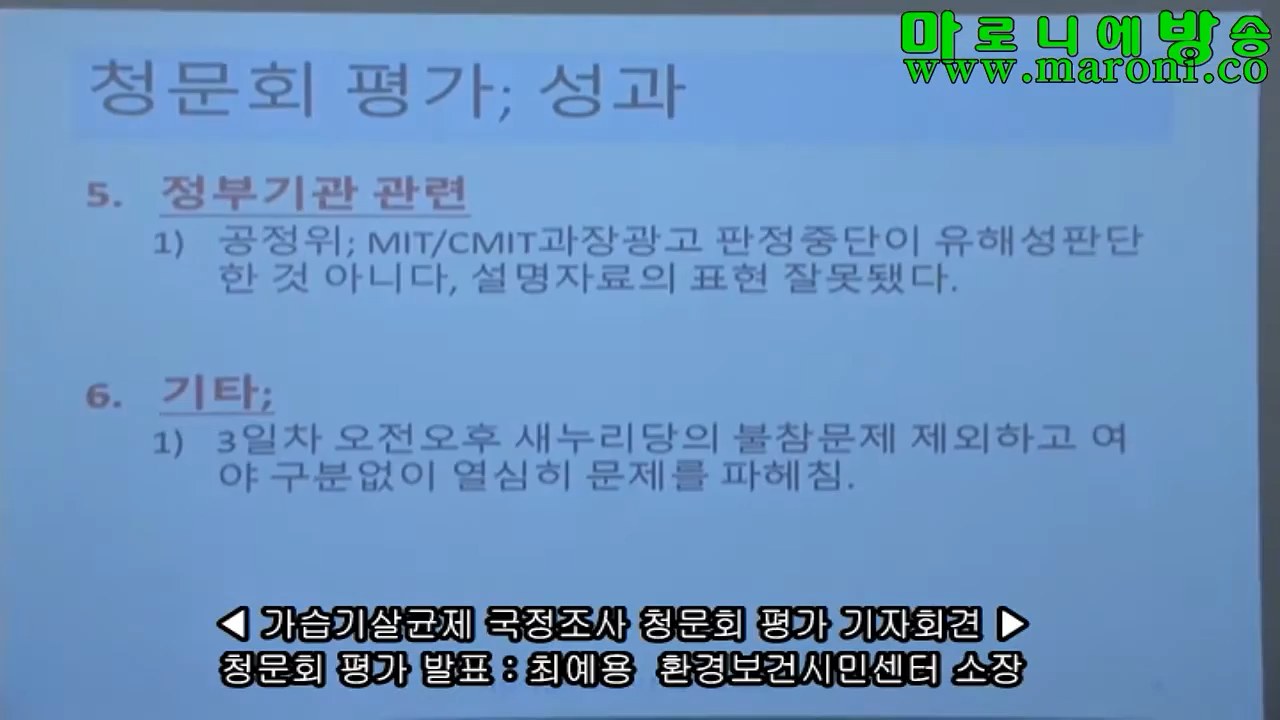 마로니에방송
www.maroni.co
청문회 평가; 성과
5. 정부기관 관련
1) 공정위; MIT/CMIT과장광고 판정중단이 유해성판단
한 것 아니다, 설명자료의 표현 잘못됐다.
6. 기타;
1) 3일차 오전오후 새누리당의 불참문제 제외하고 여
야 구분없이 열심히 문제를 파헤침.
◀ 가습기살균제 국정조사 청문회 평가 기자회견 ▶
청문회 평가 발표 : 최예용 환경보건시민센터 소장